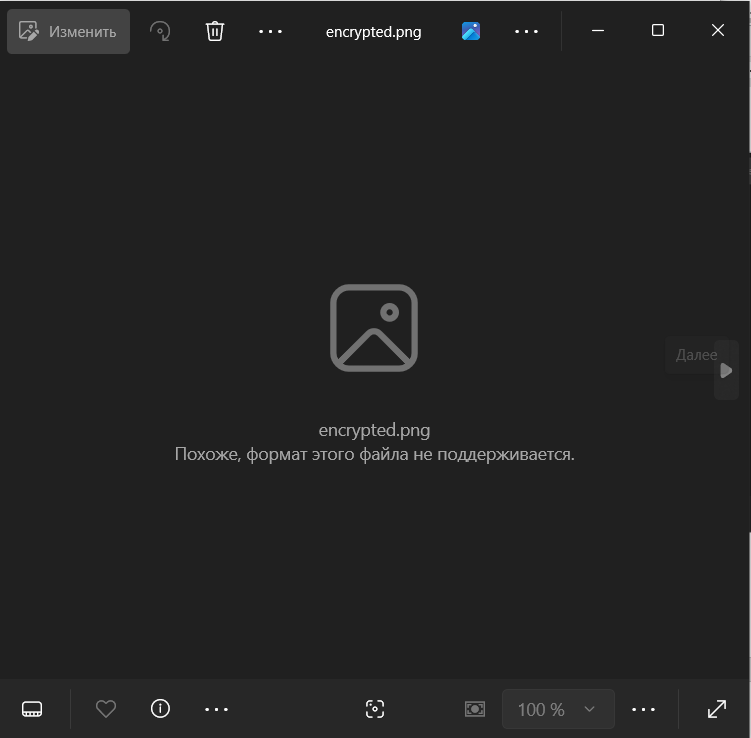 Изменить
encrypted.png
Далее
encrypted.png
Похоже, формат этого файла не поддерживается.
100 %